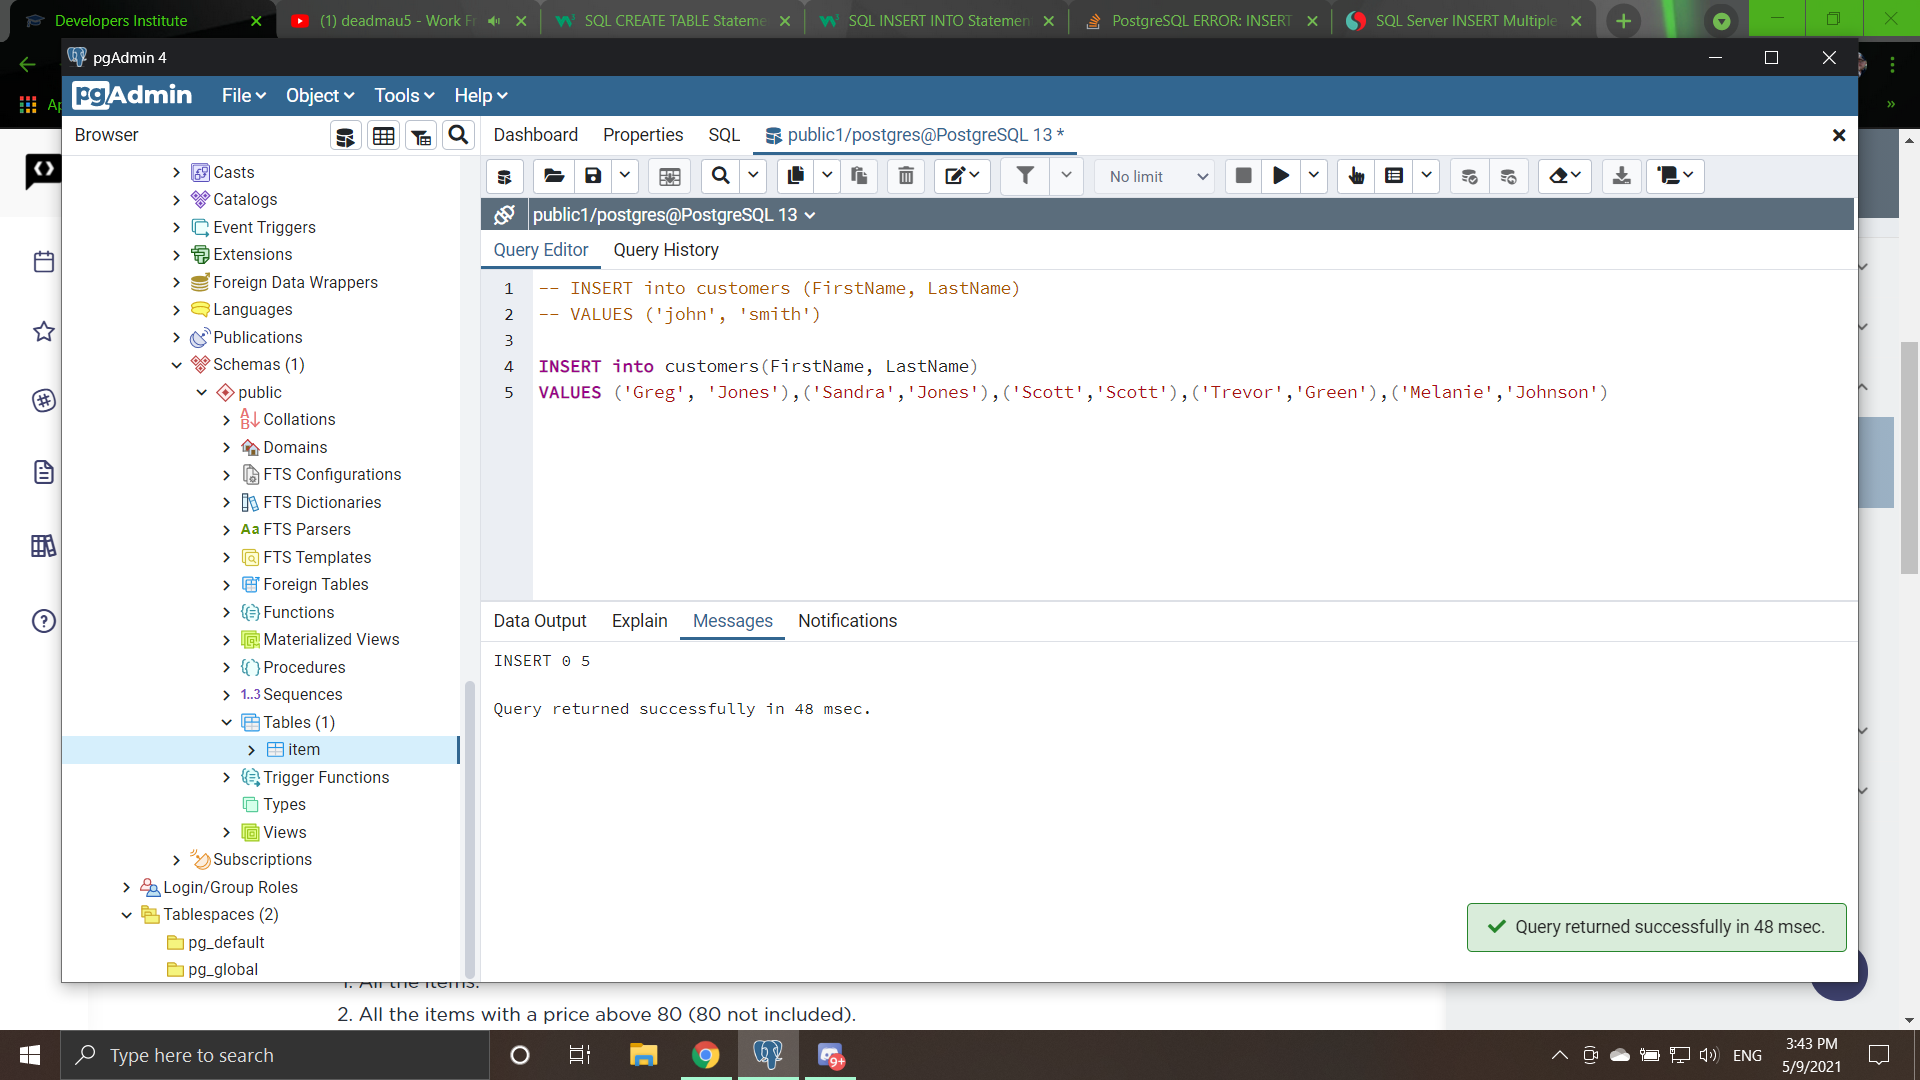 Developers Institute
(1) deadmau5 - Work F
SQL CREATE TABLE Stateme
SQL INSERT INTO Statemen
PostgreSQL ERROR: INSERT
SQL Server INSERT Multiple
pgAdmin 4
pgAdmin
File
Object
Tools
Help
Browser
Dashboard
Properties
SQL
public1/postgres@PostgreSQL 13 *
No limit
public1/postgres@PostgreSQL 13
Query Editor
Query History
Casts
Catalogs
Event Triggers
Extensions
Foreign Data Wrappers
Languages
Publications
Schemas (1)
public
Collations
Domains
FTS Configurations
FTS Dictionaries
Aa FTS Parsers
FTS Templates
Foreign Tables
Functions
Materialized Views
Procedures
1..3 Sequences
Tables (1)
item
Trigger Functions
Types
Views
Subscriptions
Login/Group Roles
Tablespaces (2)
pg_default
pg_global
1 -- INSERT into customers (FirstName, LastName)
2 -- VALUES ('john', 'smith')
3
4 INSERT into customers(FirstName, LastName)
5 VALUES ('Greg', 'Jones'),('Sandra','Jones'),('Scott','Scott'),('Trevor','Green'),('Melanie','Johnson')
Data Output
Explain
Messages
Notifications
INSERT 0 5
Query returned successfully in 48 msec.
Query returned successfully in 48 msec.
1. All the items.
2. All the items with a price above 80 (80 not included).
Type here to search
9+
ENG
3:43 PM
5/9/2021